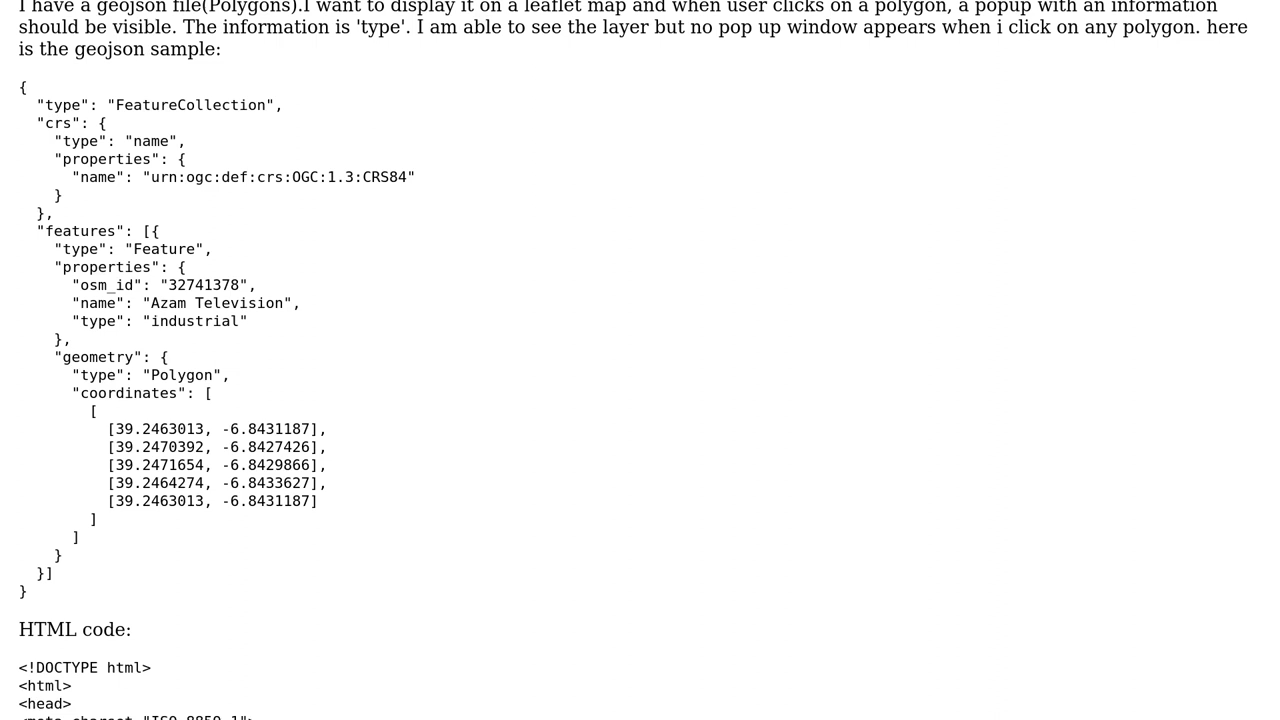 I have a geojson file(Polygons).I want to display it on a leaflet map and when user clicks on a polygon, a popup with an information
should be visible. The information is 'type'. I am able to see the layer but no pop up window appears when i click on any polygon. here
is the geojson sample:
{
  "type": "FeatureCollection",
  "crs": {
    "type": "name",
    "properties": {
      "name": "urn:ogc:def:crs:OGC:1.3:CRS84"
    }
  },
  "features": [{
    "type": "Feature",
    "properties": {
      "osm_id": "32741378",
      "name": "Azam Television",
      "type": "industrial"
    },
    "geometry": {
      "type": "Polygon",
      "coordinates": [
        [
          [39.2463013, -6.8431187],
          [39.2470392, -6.8427426],
          [39.2471654, -6.8429866],
          [39.2464274, -6.8433627],
          [39.2463013, -6.8431187]
        ]
      ]
    }
  }]
}
HTML code:
<!DOCTYPE html>
<html>
<head>
<meta charset="ISO-8859-1">